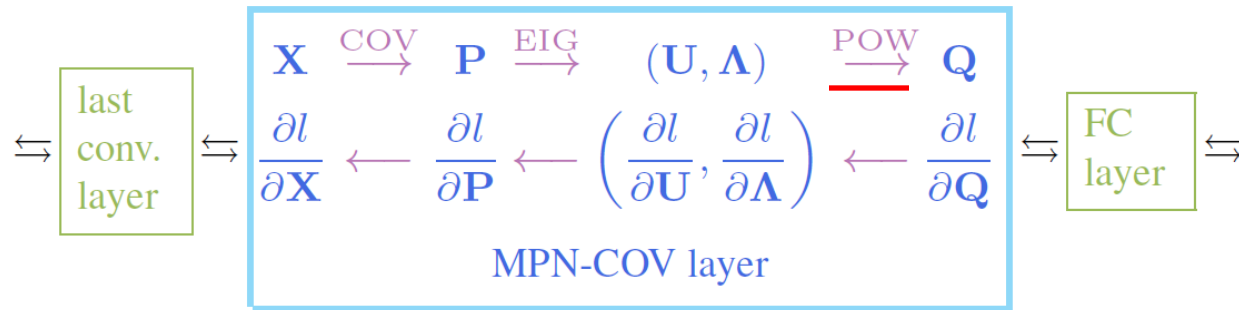 COV EIG POW
X → P → (U, Λ) → Q
last
conv.
layer
∂l/∂X ← ∂l/∂P ← (∂l/∂U, ∂l/∂Λ) ← ∂l/∂Q
MPN-COV layer
FC
layer